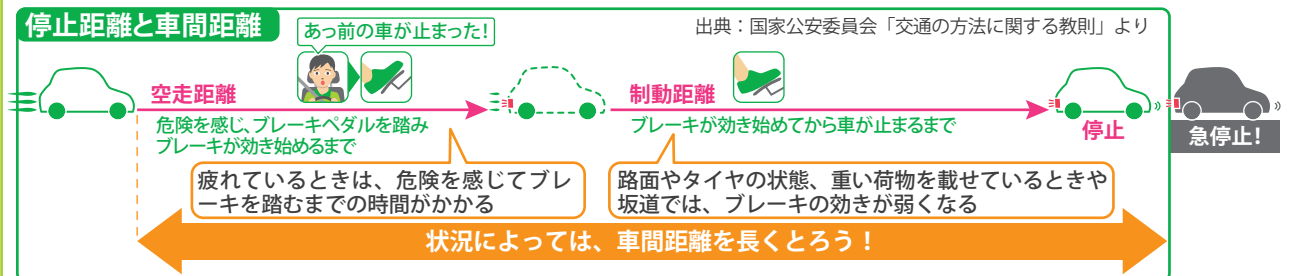 停止距離と車間距離
あっ前の車が止まった!
出典：国家公安委員会「交通の方法に関する教則」より
空走距離
危険を感じ、ブレーキペダルを踏み
ブレーキが効き始めるまで
制動距離
ブレーキが効き始めてから車が止まるまで
停止
急停止!
疲れているときは、危険を感じてブレ
ーキを踏むまでの時間がかかる
路面やタイヤの状態、重い荷物を載せているときや
坂道では、ブレーキの効きが弱くなる
状況によっては、車間距離を長くとろう！